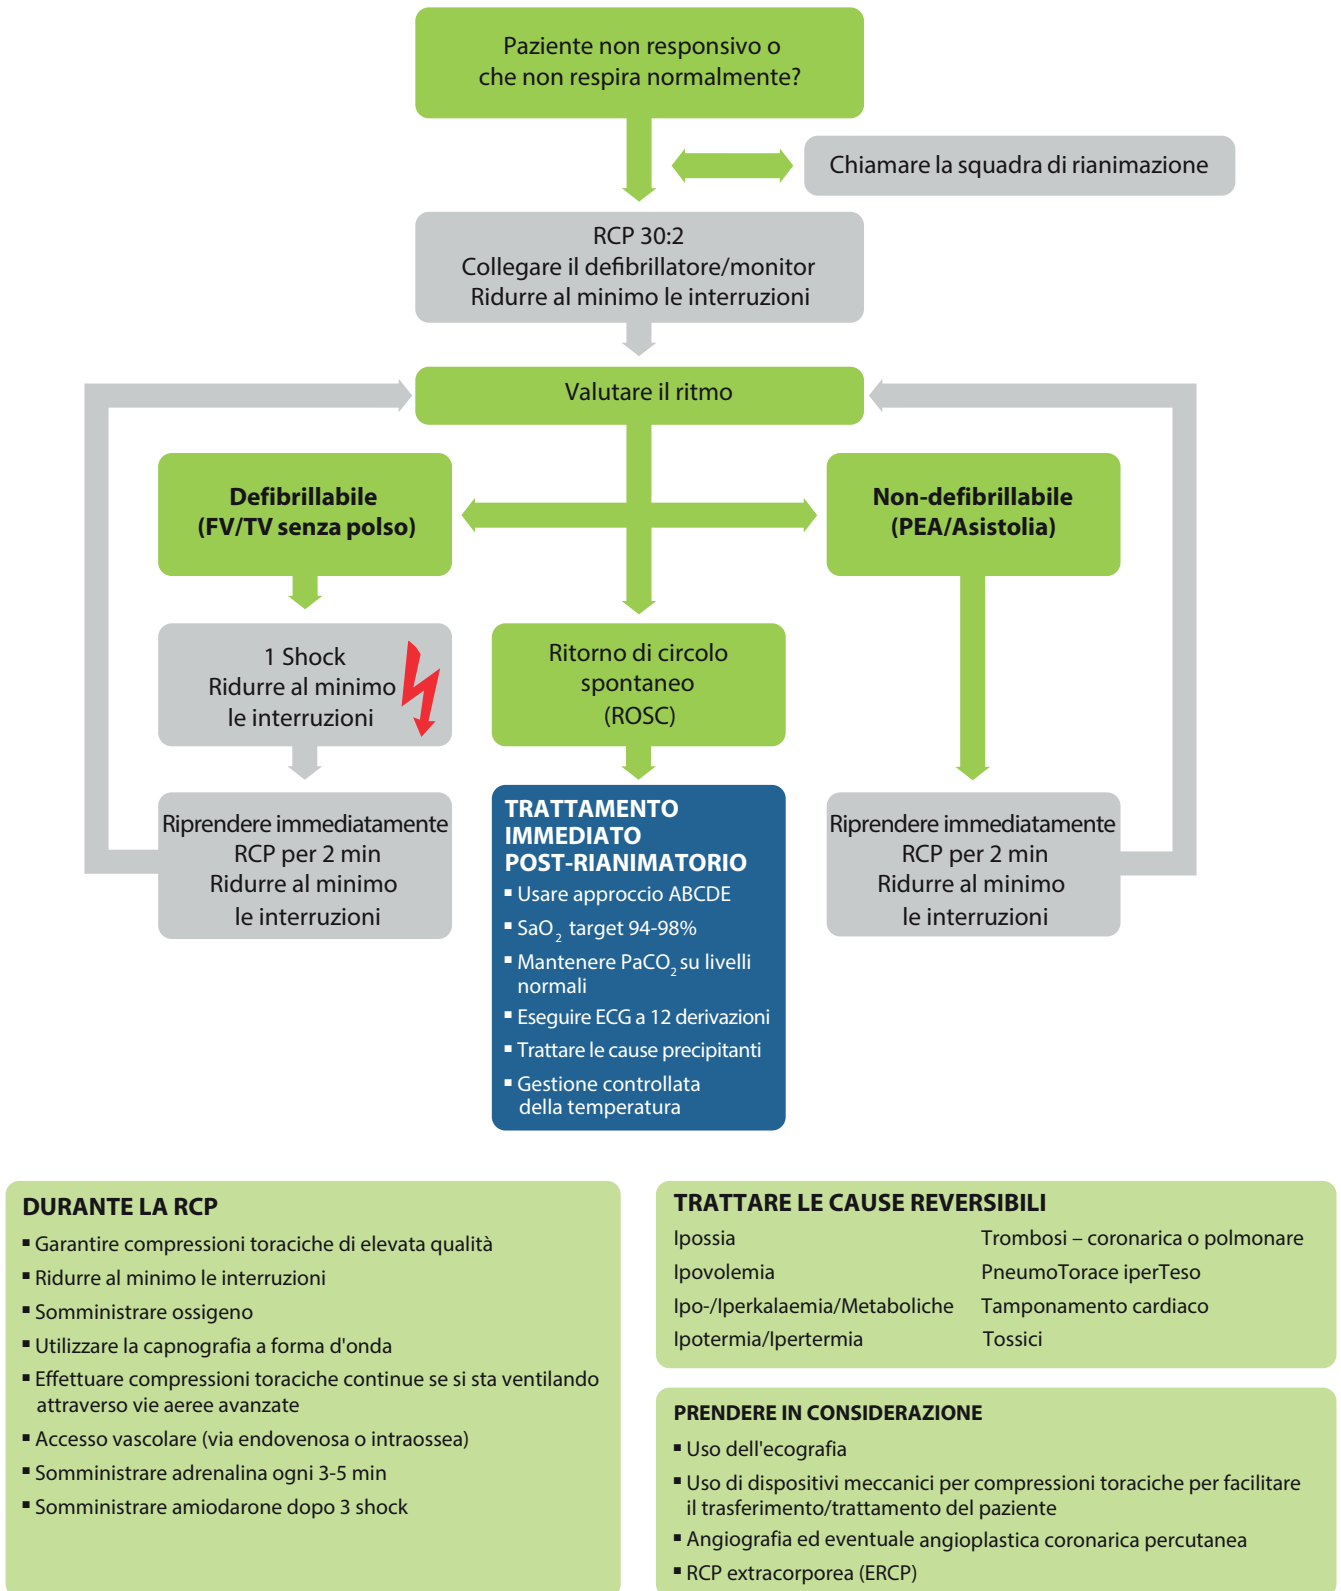 Paziente non responsivo o
che non respira normalmente?
Chiamare la squadra di rianimazione
RCP 30:2
Collegare il defibrillatore/monitor
Ridurre al minimo le interruzioni
Valutare il ritmo
Defibrillabile
(FV/TV senza polso)
Non-defibrillabile
(PEA/Asistolia)
1 Shock
Ridurre al minimo
le interruzioni
Ritorno di circolo
spontaneo
(ROSC)
Riprendere immediatamente
RCP per 2 min
Ridurre al minimo
le interruzioni
TRATTAMENTO
IMMEDIATO
POST-RIANIMATORIO
▪ Usare approccio ABCDE
▪ SaO₂ target 94-98%
▪ Mantenere PaCO₂ su livelli
normali
▪ Eseguire ECG a 12 derivazioni
▪ Trattare le cause precipitanti
▪ Gestione controllata
della temperatura
Riprendere immediatamente
RCP per 2 min
Ridurre al minimo
le interruzioni
DURANTE LA RCP
▪ Garantire compressioni toraciche di elevata qualità
▪ Ridurre al minimo le interruzioni
▪ Somministrare ossigeno
▪ Utilizzare la capnografia a forma d'onda
▪ Effettuare compressioni toraciche continue se si sta ventilando
attraverso vie aeree avanzate
▪ Accesso vascolare (via endovenosa o intraossea)
▪ Somministrare adrenalina ogni 3-5 min
▪ Somministrare amiodarone dopo 3 shock
TRATTARE LE CAUSE REVERSIBILI
Ipossia
Ipovolemia
Ipo-/Iperkalaemia/Metaboliche
Ipotermia/Ipertermia
Trombosi – coronarica o polmonare
PneumoTorace iperTeso
Tamponamento cardiaco
Tossici
PRENDERE IN CONSIDERAZIONE
▪ Uso dell'ecografia
▪ Uso di dispositivi meccanici per compressioni toraciche per facilitare
il trasferimento/trattamento del paziente
▪ Angiografia ed eventuale angioplastica coronarica percutanea
▪ RCP extracorporea (ERCP)